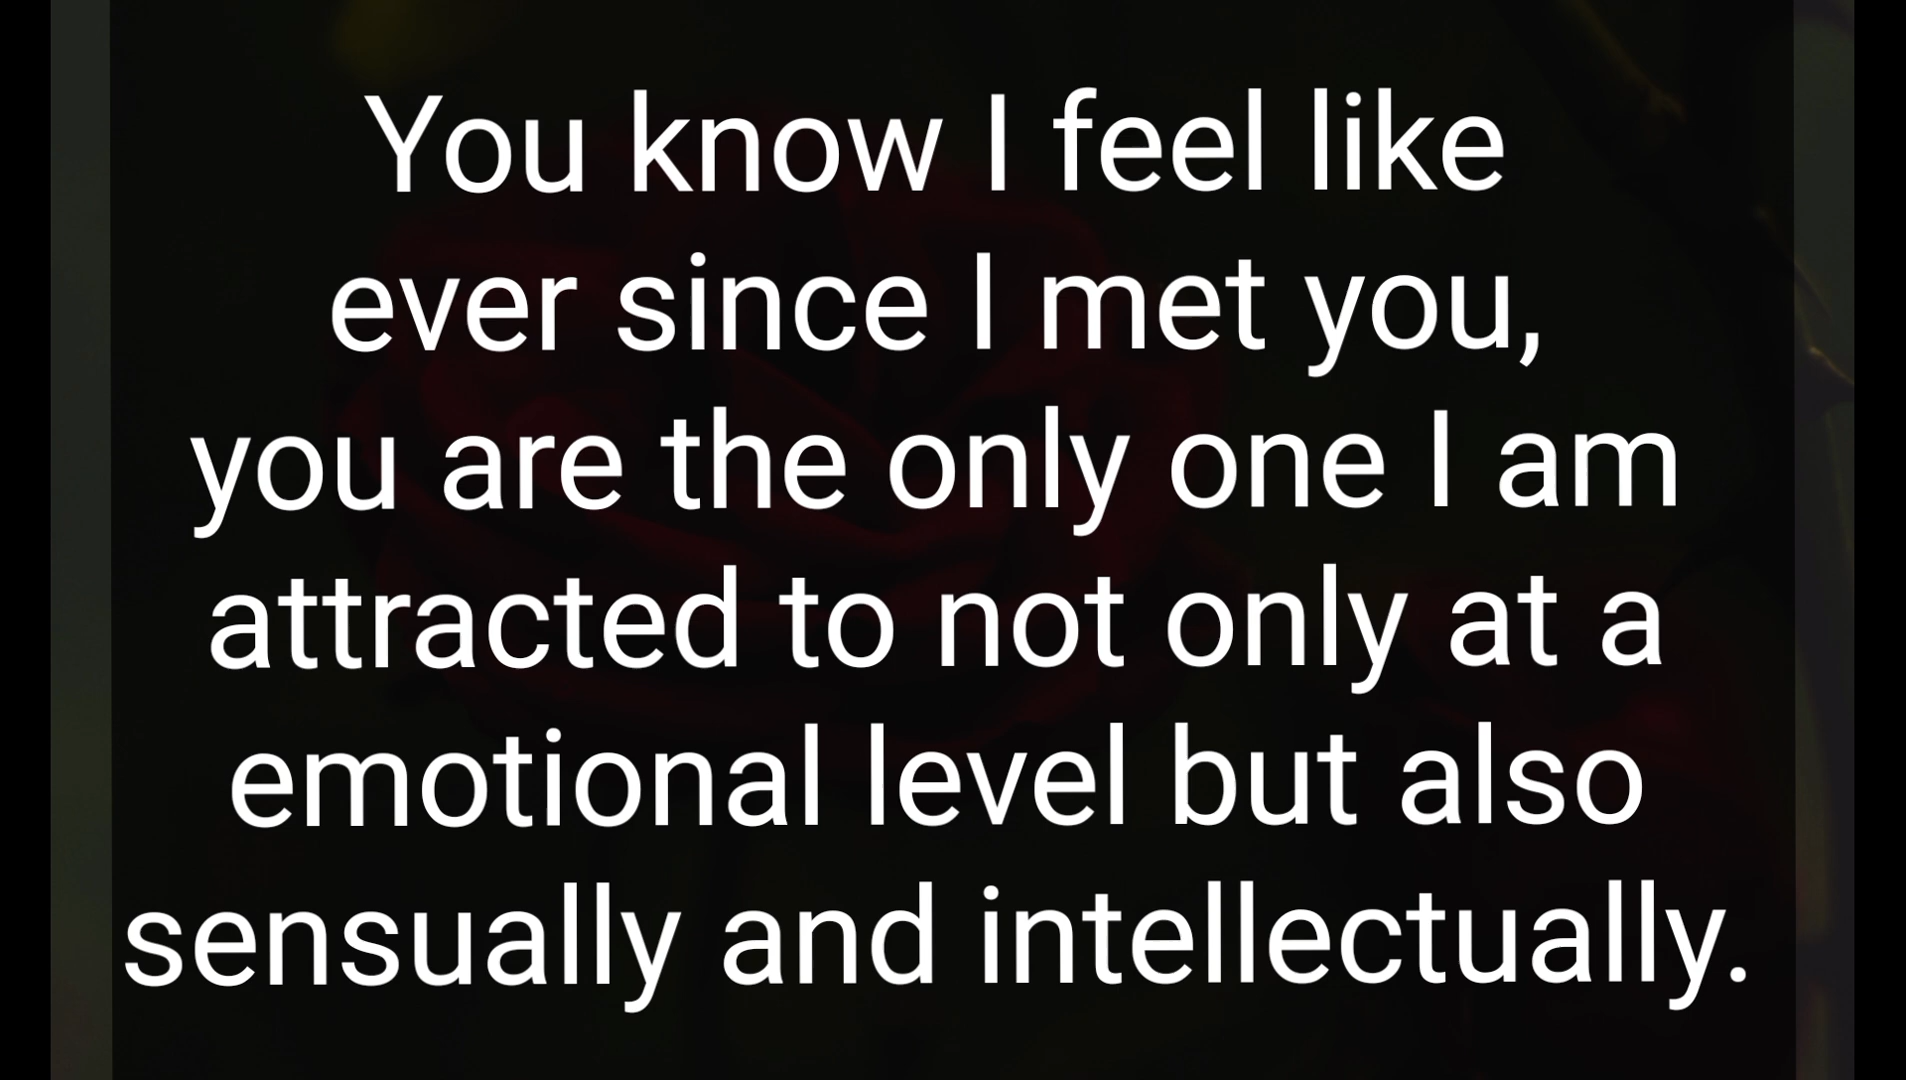 You know I feel like
ever since I met you,
you are the only one I am
attracted to not only at a
emotional level but also
sensually and intellectually.